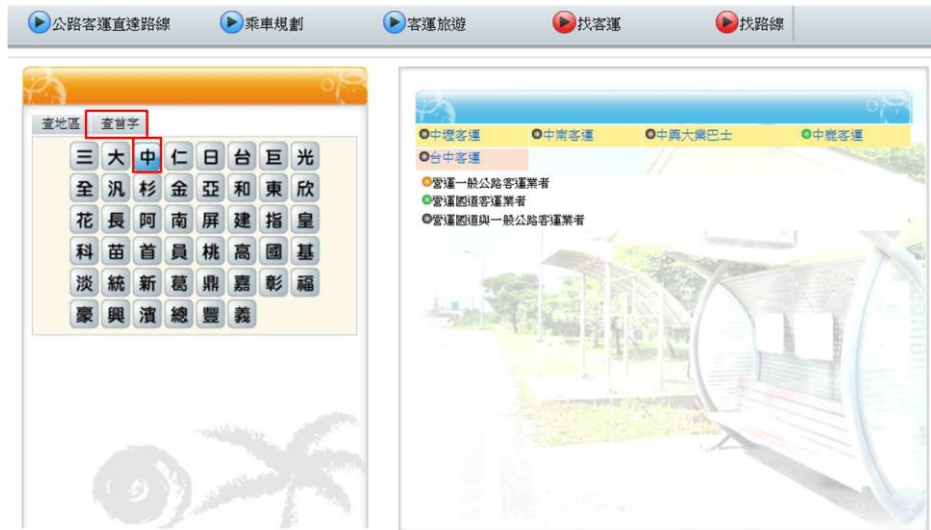 公路客運直達路線 乘車規劃 客運旅遊 找客運 找路線
查地區 查首字
三 大 中 仁 日 台 巨 光
全 汎 杉 金 亞 和 東 欣
花 長 阿 南 屏 建 指 皇
科 苗 首 員 桃 高 國 基
淡 統 新 葛 鼎 嘉 彰 福
豪 興 濱 總 豐 義
中壢客運 中南客運 中興大業巴士 中鹿客運
台中客運
營運一般公路客運業者
營運國道客運業者
營運國道與一般公路客運業者